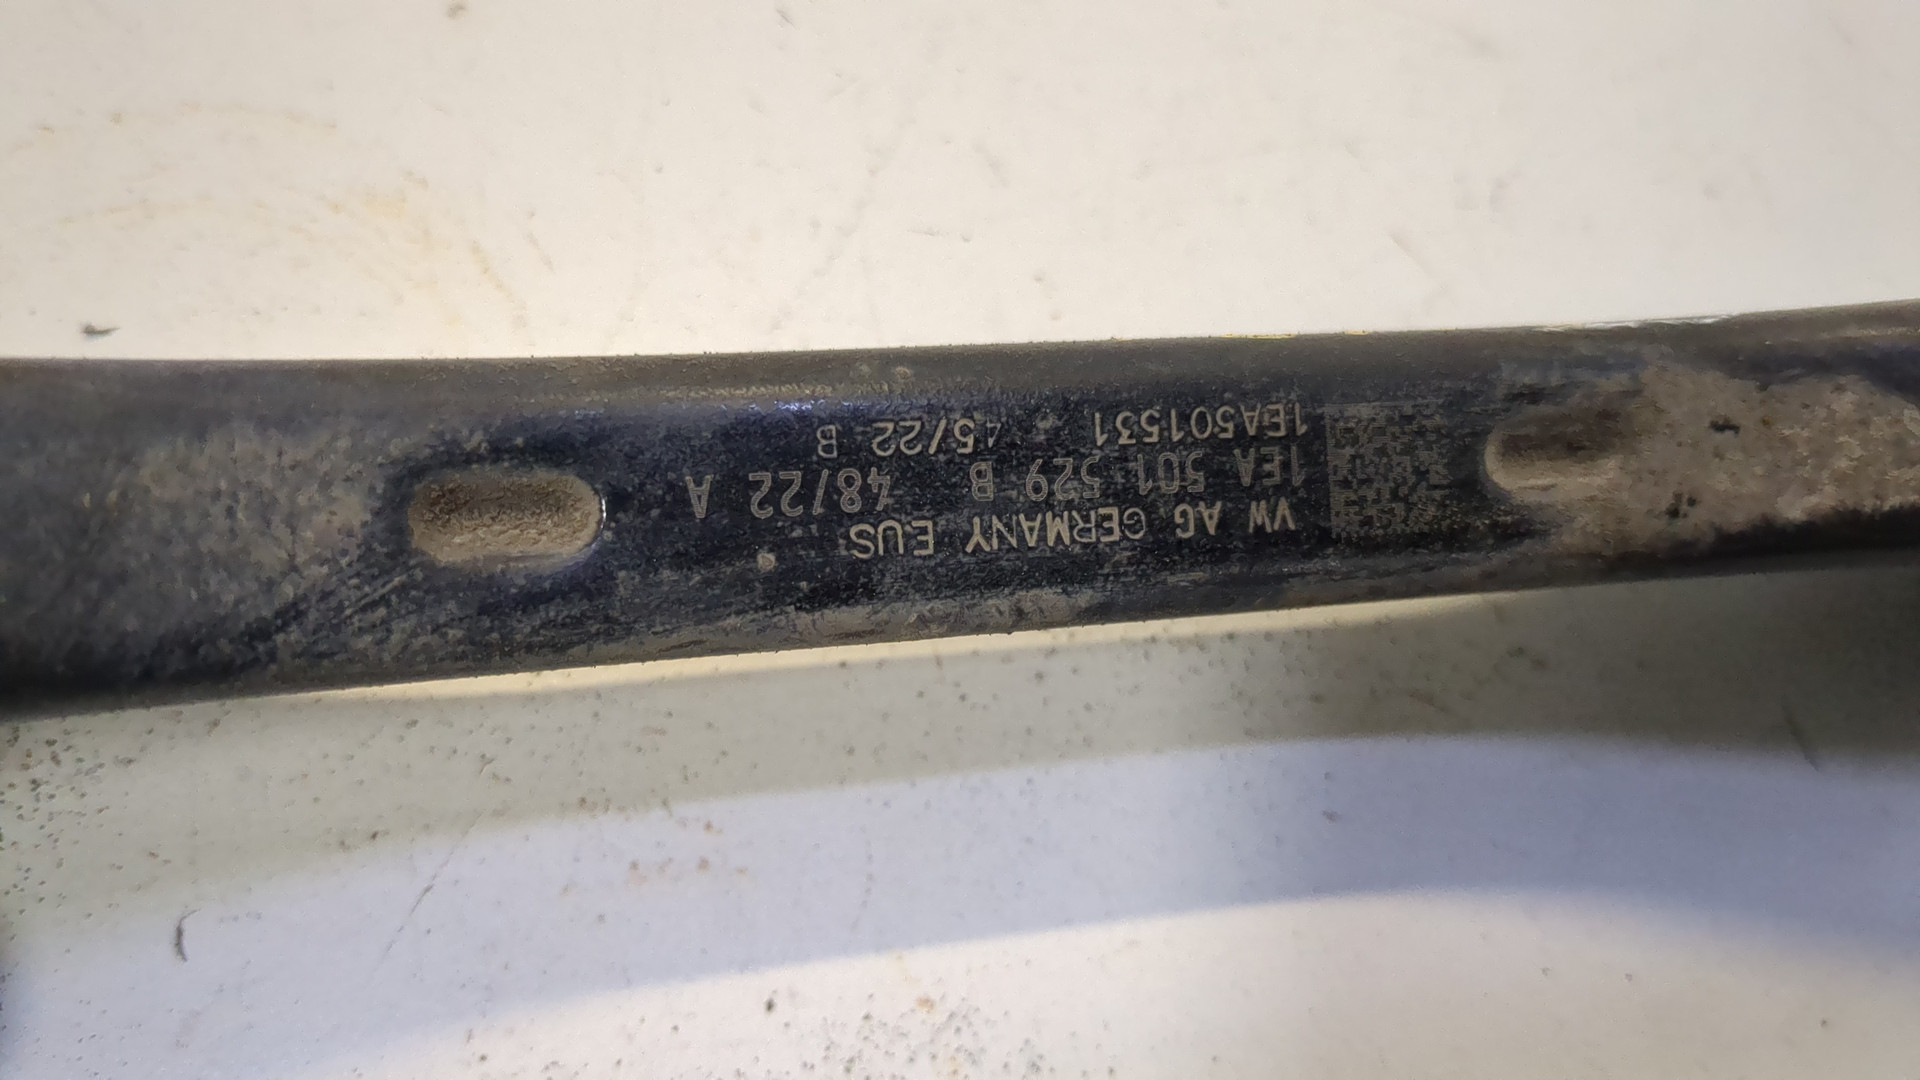 VW AG GERMANY EUS
1EA 501 529 B 48/22 A
1EA501531 45/22 B